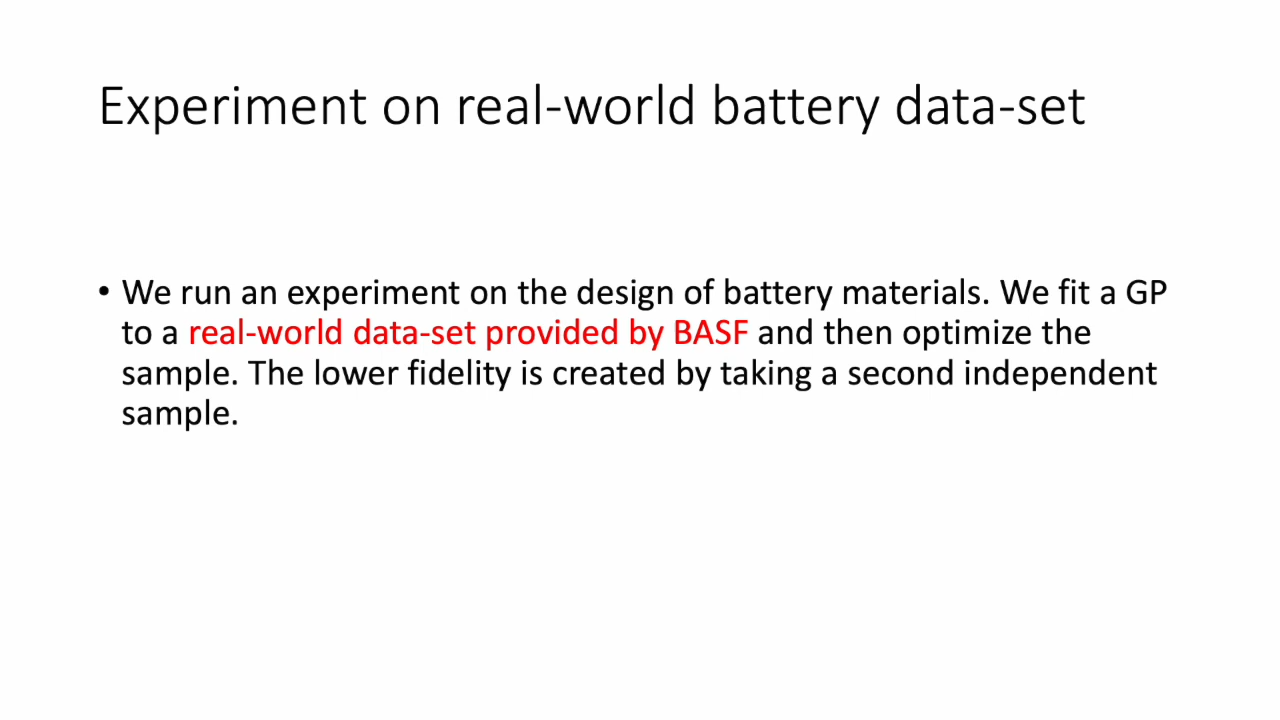 Experiment on real-world battery data-set
• We run an experiment on the design of battery materials. We fit a GP
to a real-world data-set provided by BASF and then optimize the
sample. The lower fidelity is created by taking a second independent
sample.